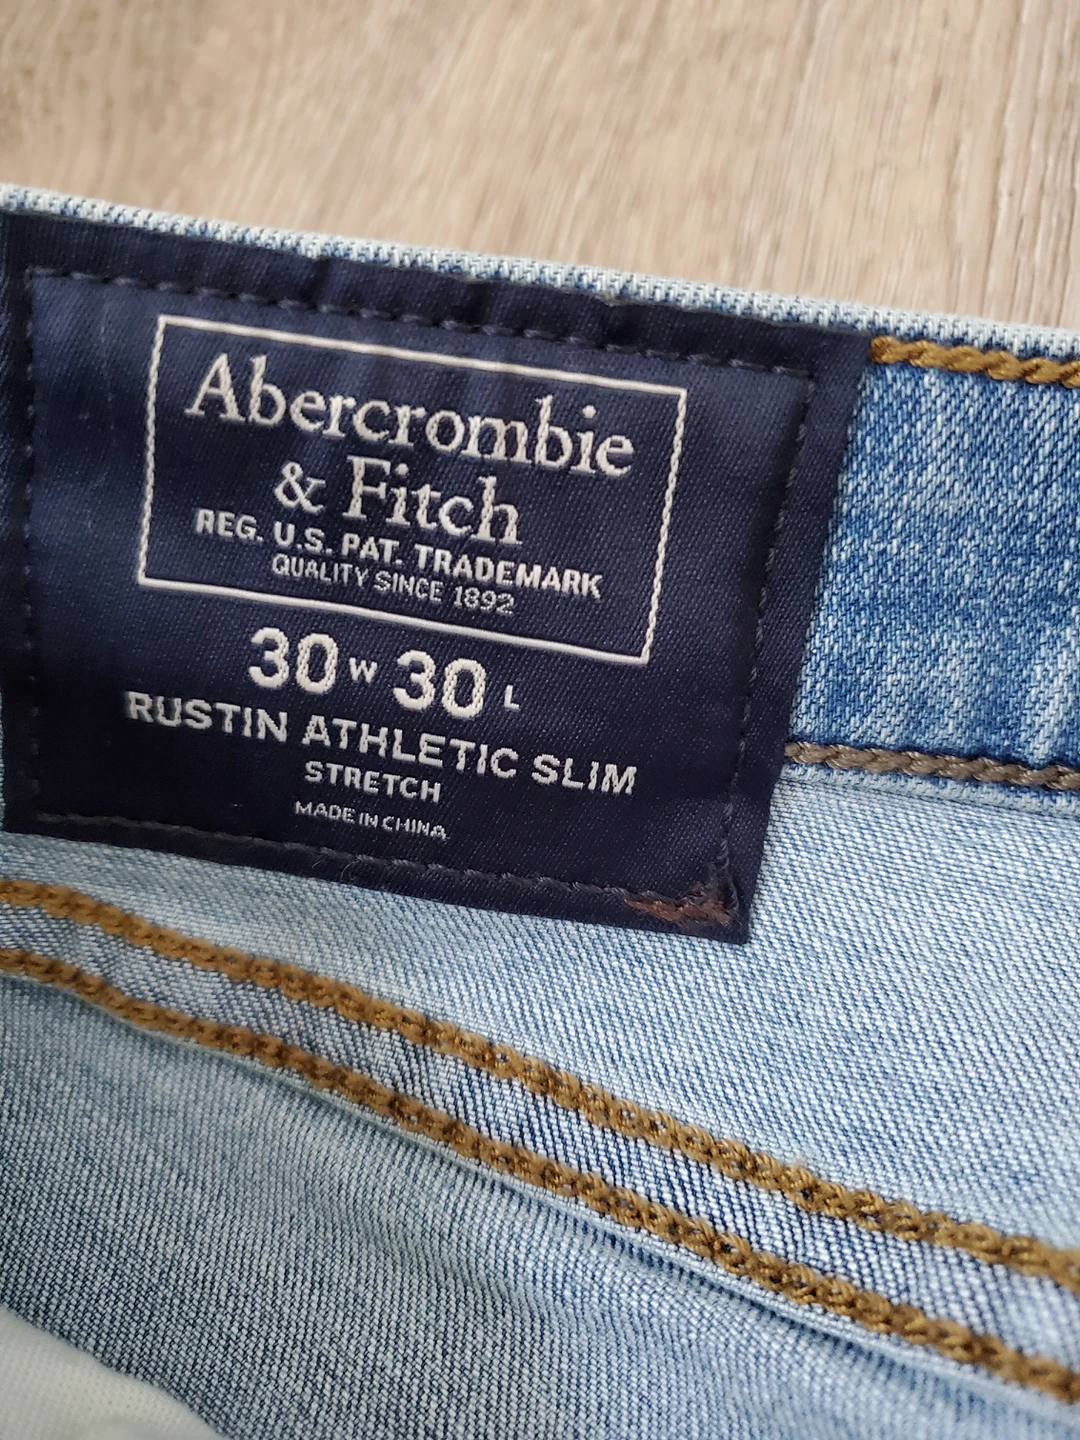 Abercrombie
& Fitch
REG. U.S. PAT. TRADEMARK
QUALITY SINCE 1892
30 W 30 L
RUSTIN ATHLETIC SLIM
STRETCH
MADE IN CHINA